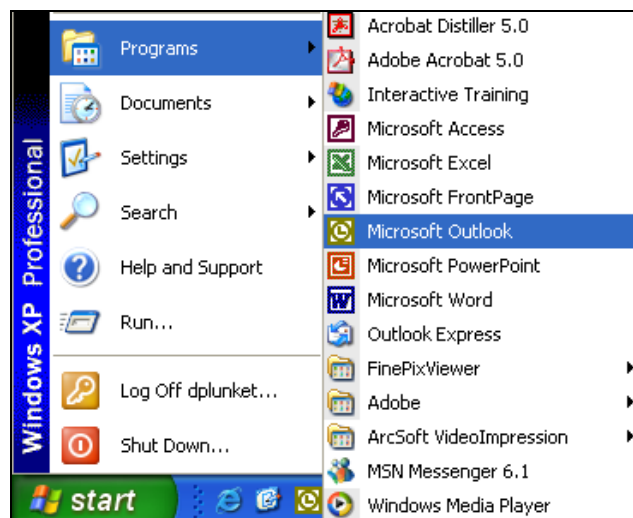 Windows XP Professional
Programs
Documents
Settings
Search
Help and Support
Run...
Log Off dplunket...
Shut Down...
start
Acrobat Distiller 5.0
Adobe Acrobat 5.0
Interactive Training
Microsoft Access
Microsoft Excel
Microsoft FrontPage
Microsoft Outlook
Microsoft PowerPoint
Microsoft Word
Outlook Express
FinePixViewer
Adobe
ArcSoft VideoImpression
MSN Messenger 6.1
Windows Media Player